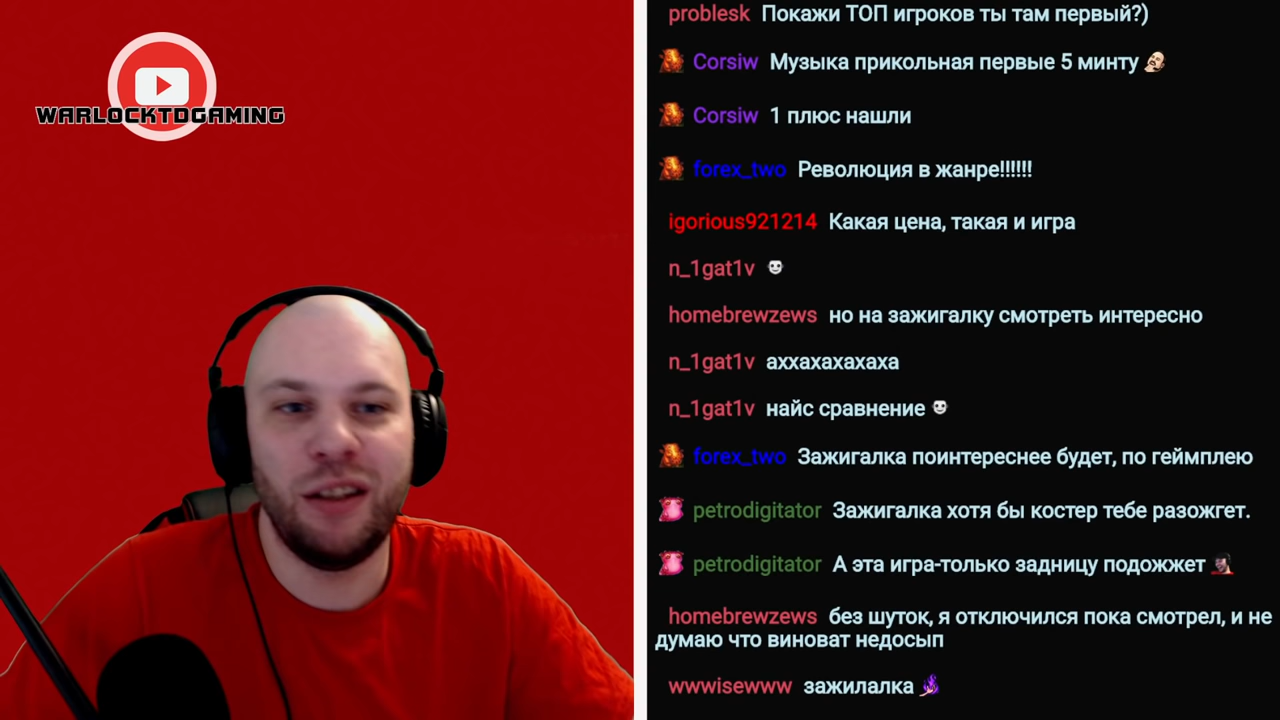 WARLOCKTDGAMING
problesk Покажи ТОП игроков ты там первый?)
Corsiw Музыка прикольная первые 5 минту
Corsiw 1 плюс нашли
forex_two Революция в жанре!!!!!!
igorious921214 Какая цена, такая и игра
n_1gat1v
homebrewzews но на зажигалку смотреть интересно
n_1gat1v аххахахахаха
n_1gat1v найс сравнение
forex_two Зажигалка поинтереснее будет, по геймплею
petrodigitator Зажигалка хотя бы костер тебе разожгет.
petrodigitator А эта игра-только задницу подожжет
homebrewzews без шуток, я отключился пока смотрел, и не
думаю что виноват недосып
wwwisewww зажилалка